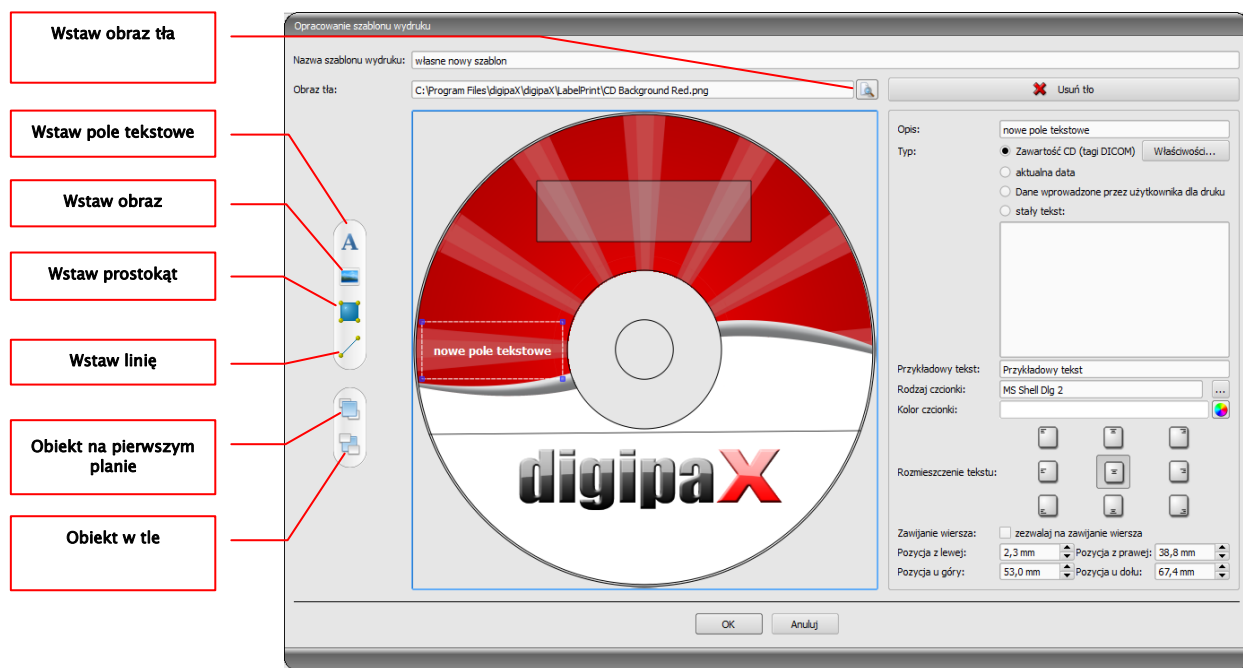 Wstaw obraz tła
Wstaw pole tekstowe
Wstaw obraz
Wstaw prostokąt
Wstaw linię
Obiekt na pierwszym
planie
Obiekt w tle
Opracowanie szablonu wydruku
Nazwa szablonu wydruku: własne nowy szablon
Obraz tła: C:\Program Files\digipaX\digipaX\LabelPrint\CD Background Red.png
Usuń tło
A
nowe pole tekstowe
digipaX
Opis: nowe pole tekstowe
Typ: Zawartość CD (tagi DICOM) Właściwości...
aktualna data
Dane wprowadzone przez użytkownika dla druku
stały tekst:
Przykładowy tekst: Przykładowy tekst
Rodzaj czcionki: MS Shell Dlg 2 ...
Kolor czcionki:
Rozmieszczenie tekstu:
Zawijanie wiersza: zezwalaj na zawijanie wiersza
Pozycja z lewej: 2,3 mm Pozycja z prawej: 38,8 mm
Pozycja u góry: 53,0 mm Pozycja u dołu: 67,4 mm
OK Anuluj